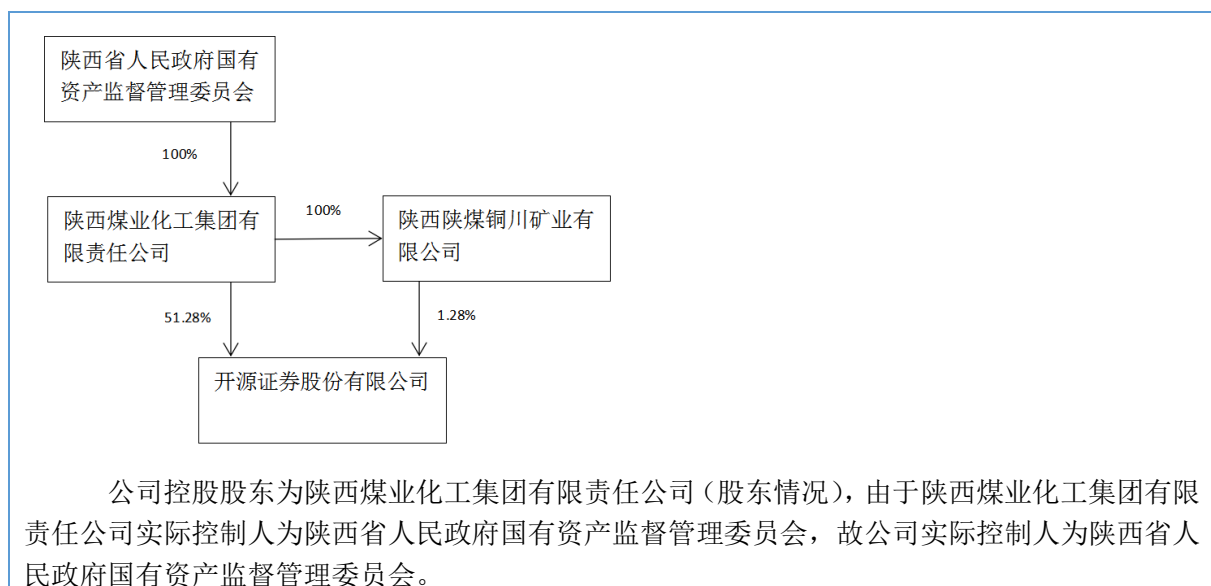 陕西省人民政府国有
资产监督管理委员会
100%
陕西煤业化工集团有
限责任公司
100%
陕西陕煤铜川矿业有
限公司
51.28%
1.28%
开源证券股份有限公司
公司控股股东为陕西煤业化工集团有限责任公司（股东情况），由于陕西煤业化工集团有限
责任公司实际控制人为陕西省人民政府国有资产监督管理委员会，故公司实际控制人为陕西省人
民政府国有资产监督管理委员会。